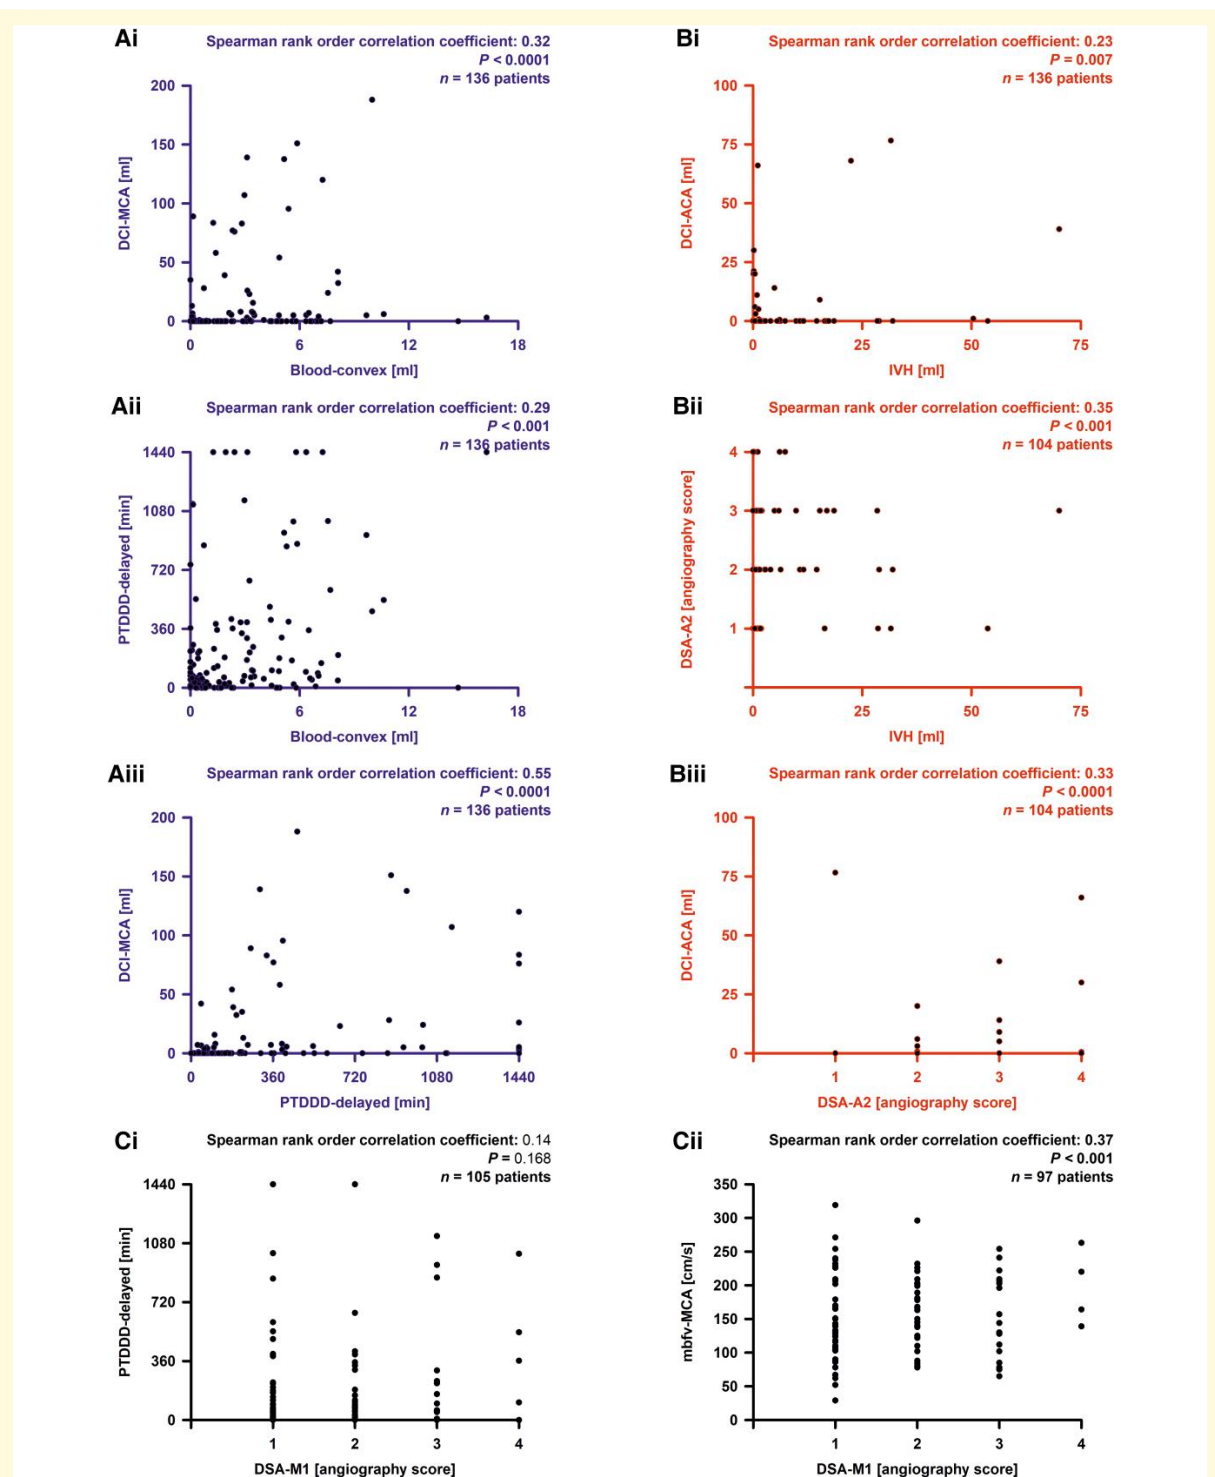 Ai
Spearman rank order correlation coefficient: 0.32
P < 0.0001
n = 136 patients
200
150
100
50
0
DCI-MCA [ml]
0 6 12 18
Blood-convex [ml]
Bi
Spearman rank order correlation coefficient: 0.23
P = 0.007
n = 136 patients
100
75
50
25
0
DCI-ACA [ml]
0 25 50 75
IVH [ml]
Aii
Spearman rank order correlation coefficient: 0.29
P < 0.001
n = 136 patients
1440
1080
720
360
0
PTDDD-delayed [min]
0 6 12 18
Blood-convex [ml]
Bii
Spearman rank order correlation coefficient: 0.35
P < 0.001
n = 104 patients
4
3
2
1
DSA-A2 [angiography score]
0 25 50 75
IVH [ml]
Aiii
Spearman rank order correlation coefficient: 0.55
P < 0.0001
n = 136 patients
200
150
100
50
0
DCI-MCA [ml]
0 360 720 1080 1440
PTDDD-delayed [min]
Biii
Spearman rank order correlation coefficient: 0.33
P < 0.0001
n = 104 patients
100
75
50
25
0
DCI-ACA [ml]
1 2 3 4
DSA-A2 [angiography score]
Ci
Spearman rank order correlation coefficient: 0.14
P = 0.168
n = 105 patients
1440
1080
720
360
0
PTDDD-delayed [min]
1 2 3 4
DSA-M1 [angiography score]
Cii
Spearman rank order correlation coefficient: 0.37
P < 0.001
n = 97 patients
350
300
250
200
150
100
50
0
mbfv-MCA [cm/s]
1 2 3 4
DSA-M1 [angiography score]